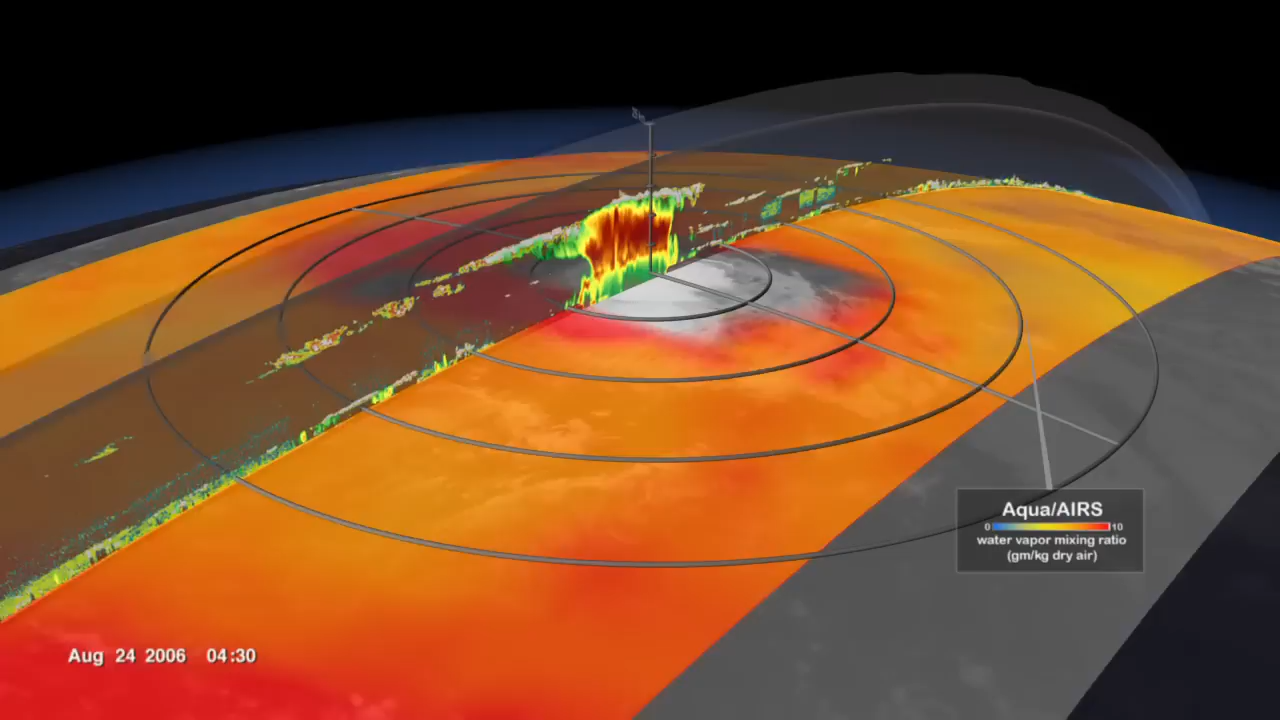 Aqua/AIRS
0 10
water vapor mixing ratio
(gm/kg dry air)
Aug 24 2006 04:30